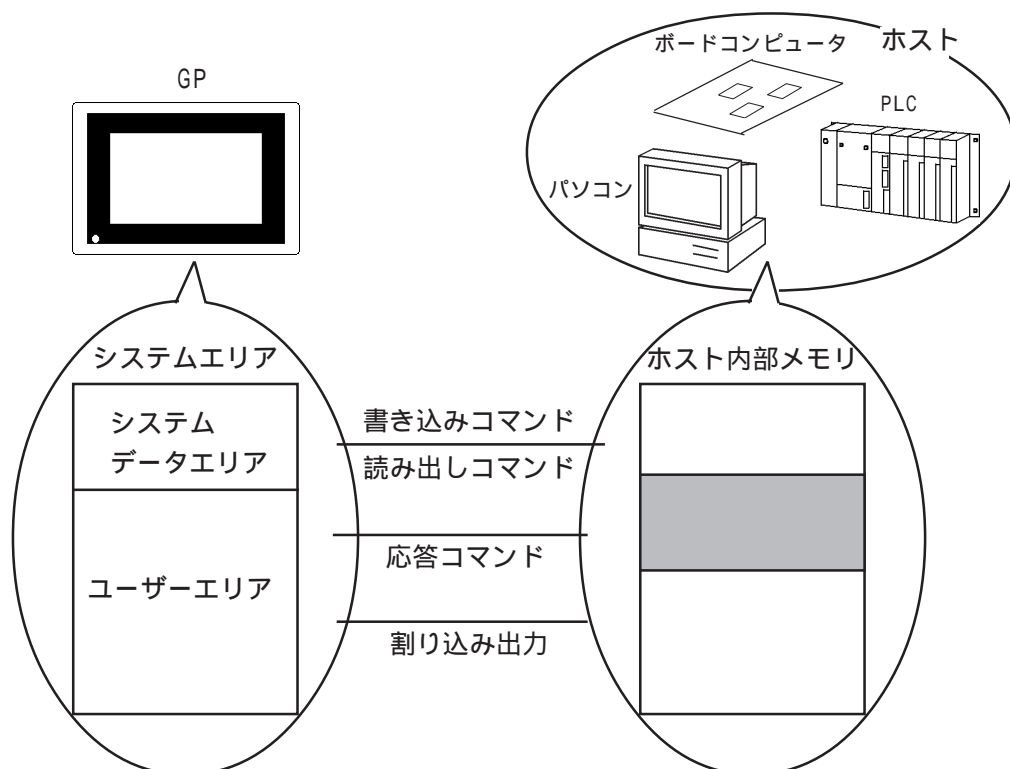 ボードコンピュータ
ホスト
GP
PLC
パソコン
システムエリア
ホスト内部メモリ
システム
データエリア
書き込みコマンド
読み出しコマンド
応答コマンド
ユーザーエリア
割り込み出力